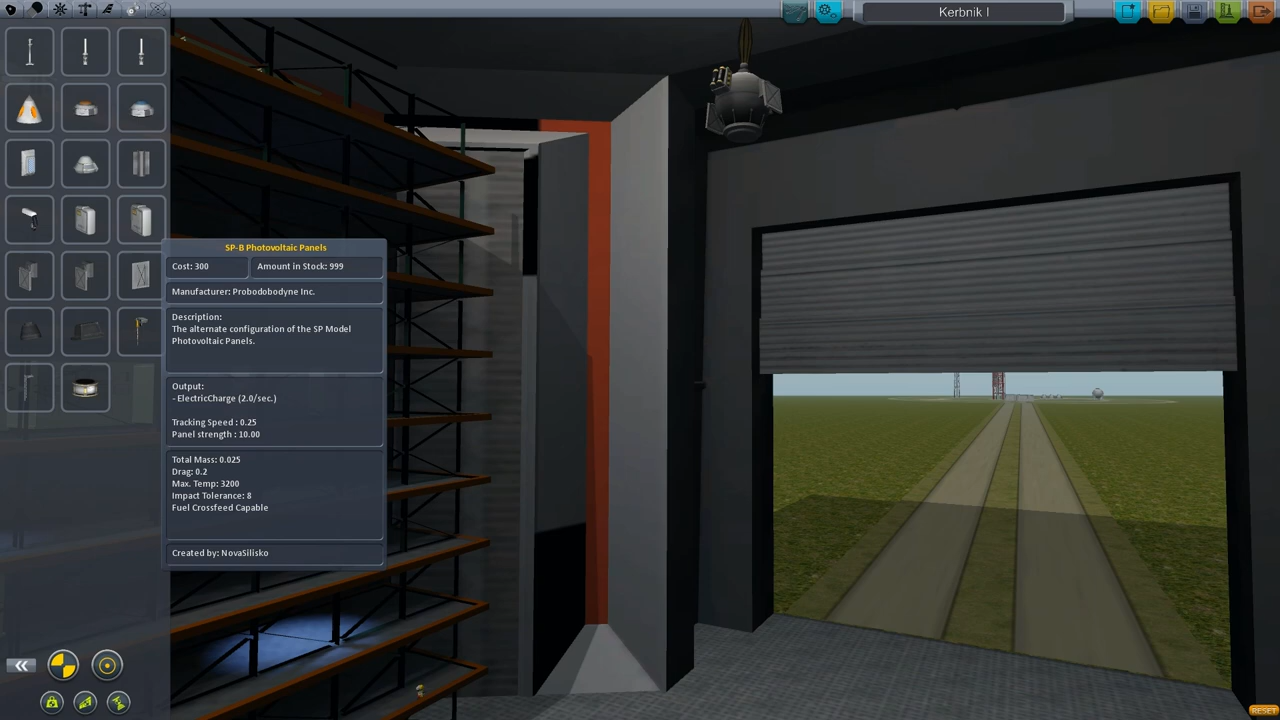 Kerbnik I
SP-B Photovoltaic Panels
Cost: 300
Amount in Stock: 999
Manufacturer: Probodobodyne Inc.
Description:
The alternate configuration of the SP Model
Photovoltaic Panels.
Output:
- ElectricCharge (2.0/sec.)
Tracking Speed : 0.25
Panel strength : 10.00
Total Mass: 0.025
Drag: 0.2
Max. Temp: 3200
Impact Tolerance: 8
Fuel Crossfeed Capable
Created by: NovaSilisko
RESET